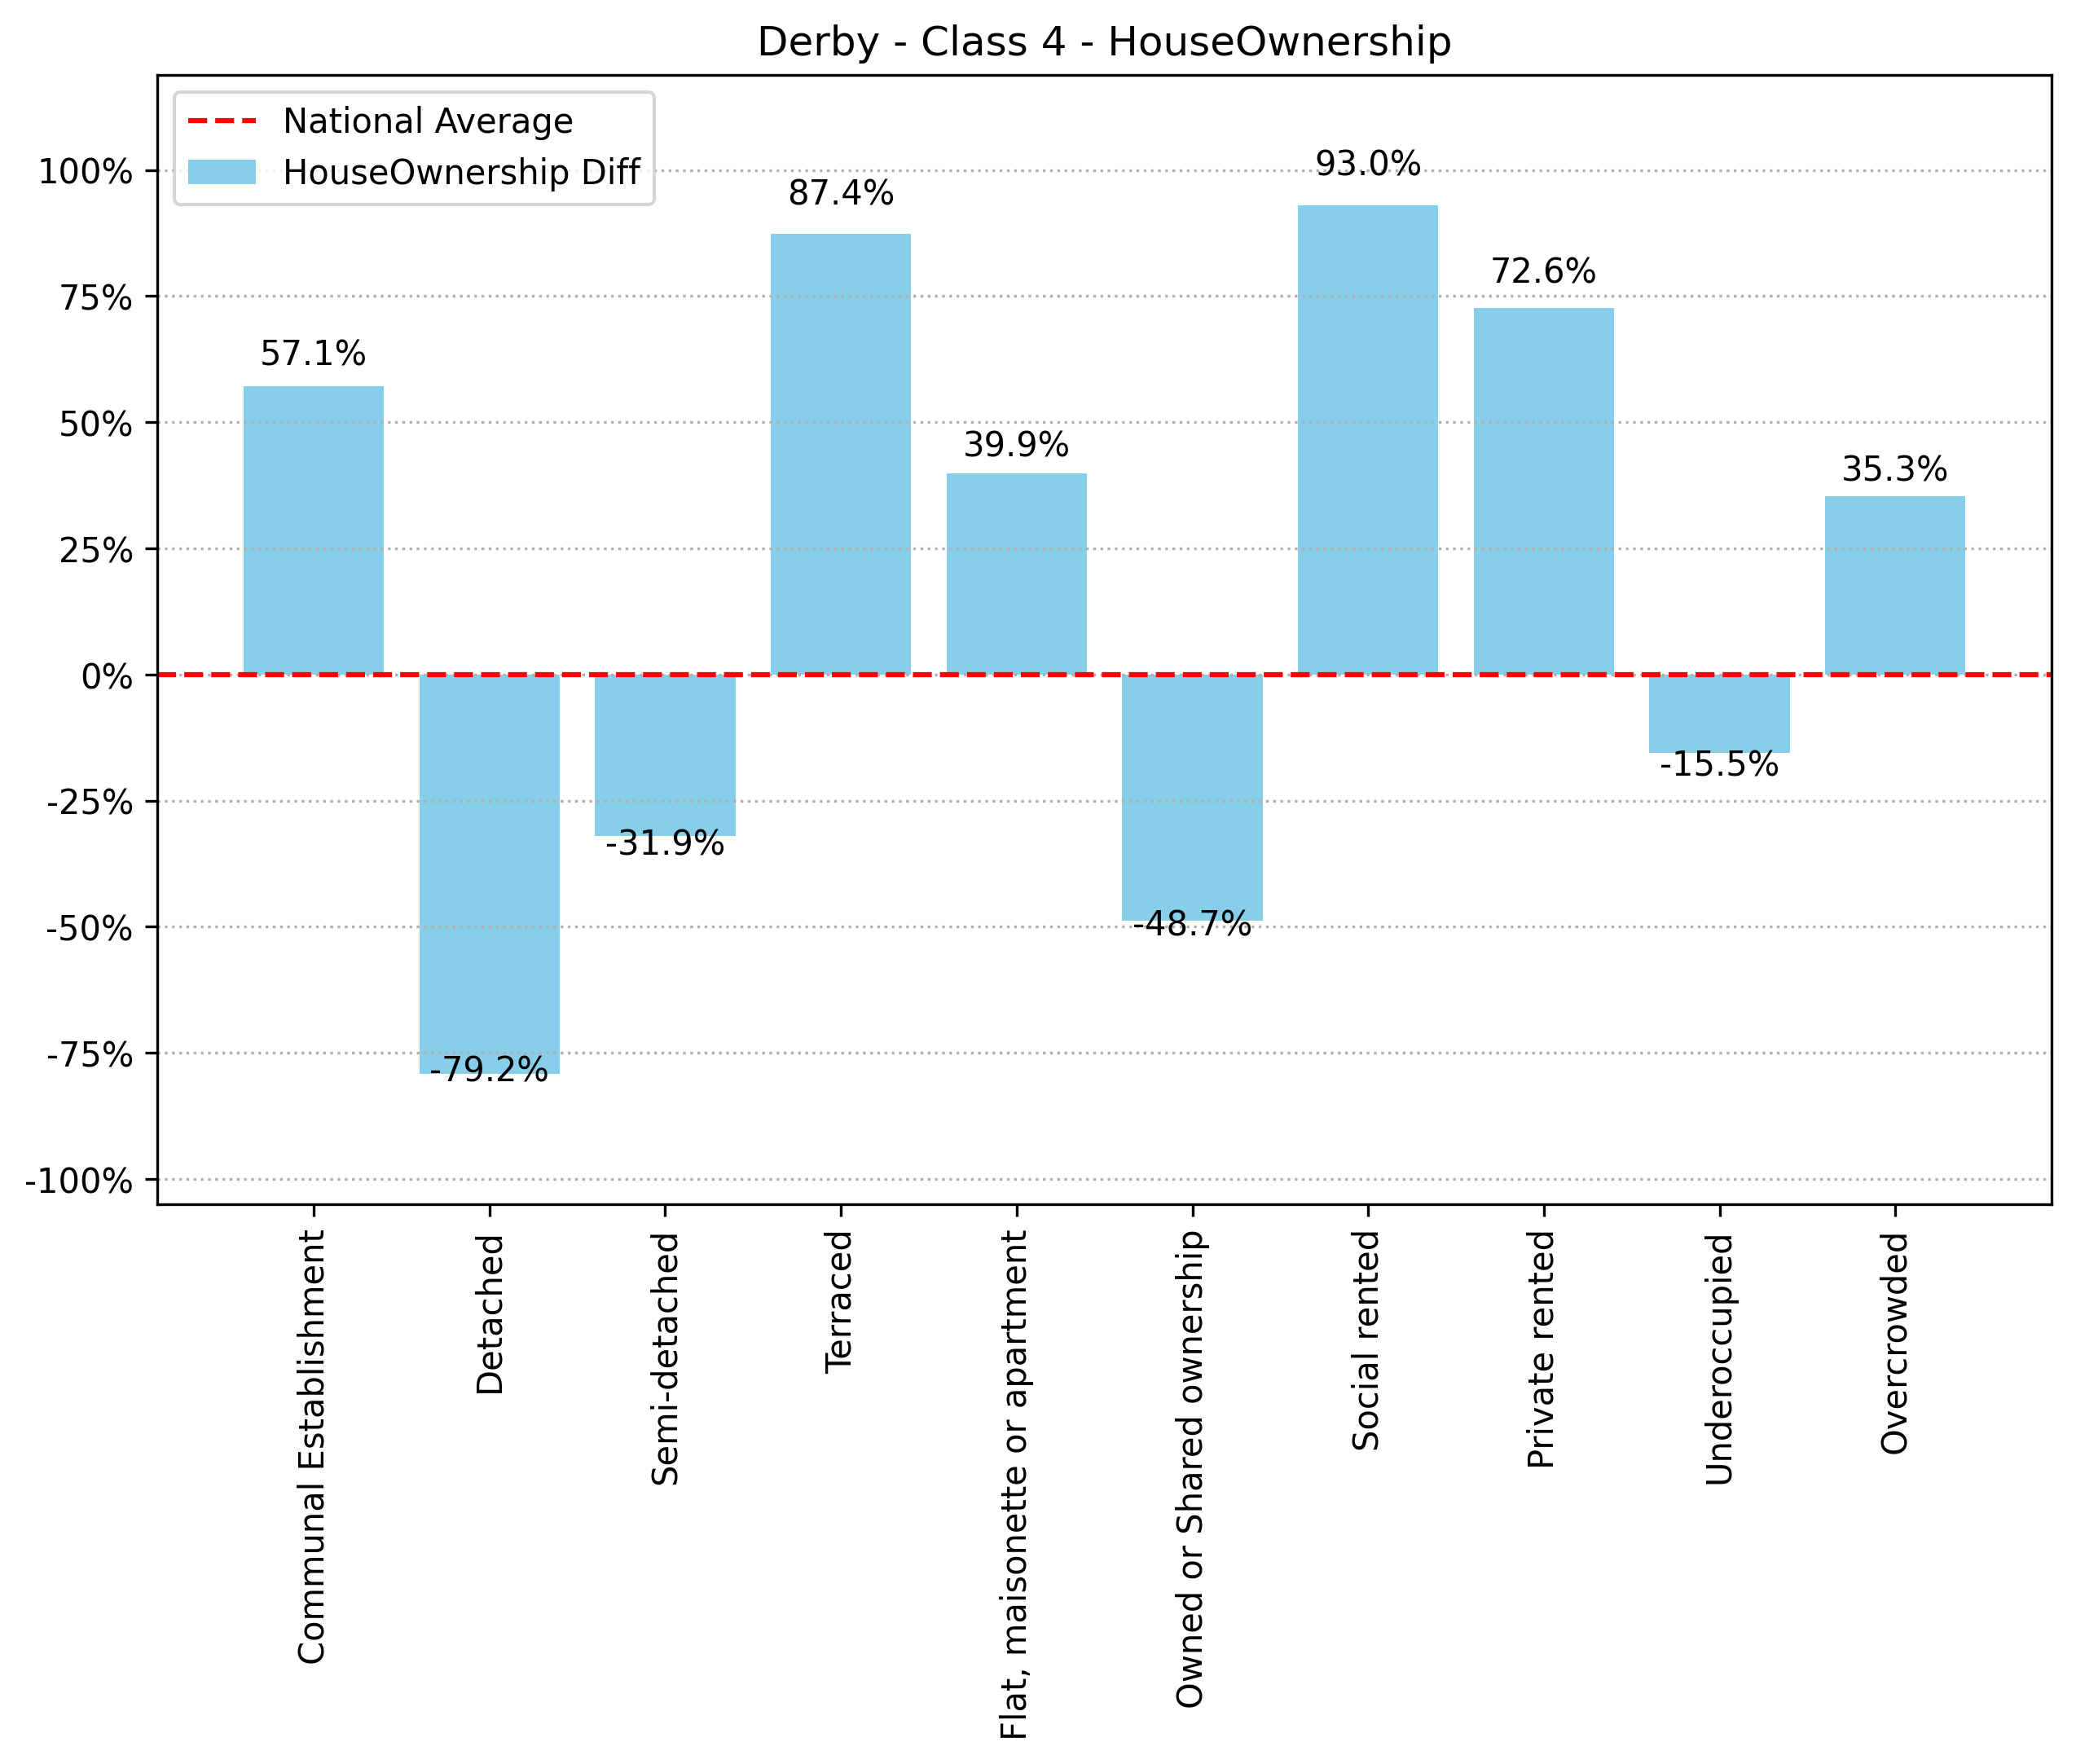 Derby - Class 4 - HouseOwnership
National Average
HouseOwnership Diff
100%
75%
50%
25%
0%
-25%
-50%
-75%
-100%
57.1%
-79.2%
-31.9%
87.4%
39.9%
-48.7%
93.0%
72.6%
-15.5%
35.3%
Communal Establishment
Detached
Semi-detached
Terraced
Flat, maisonette or apartment
Owned or Shared ownership
Social rented
Private rented
Underoccupied
Overcrowded